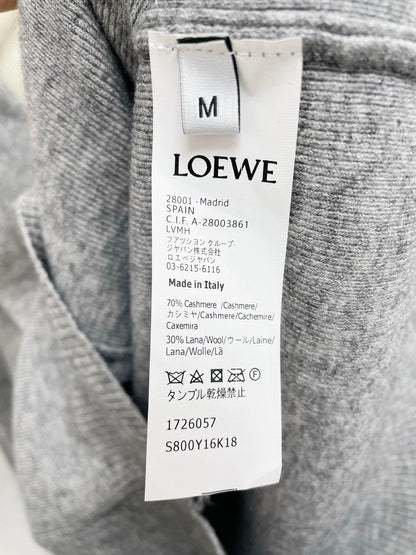 M
LOEWE
28001 - Madrid
SPAIN
C.I.F. A-28003861
LVMH
ファッション グループ
ジャパン株式会社
ロエベジャパン
03-6215-6116
Made in Italy
70% Cashmere /Cashmere/
カシミヤ/Cashmere/Cachemire/
Caxemira
30% Lana/Wool/ウール/Laine/
Lana/Wolle/Lã
F
タンブル乾燥禁止
1726057
S800Y16K18